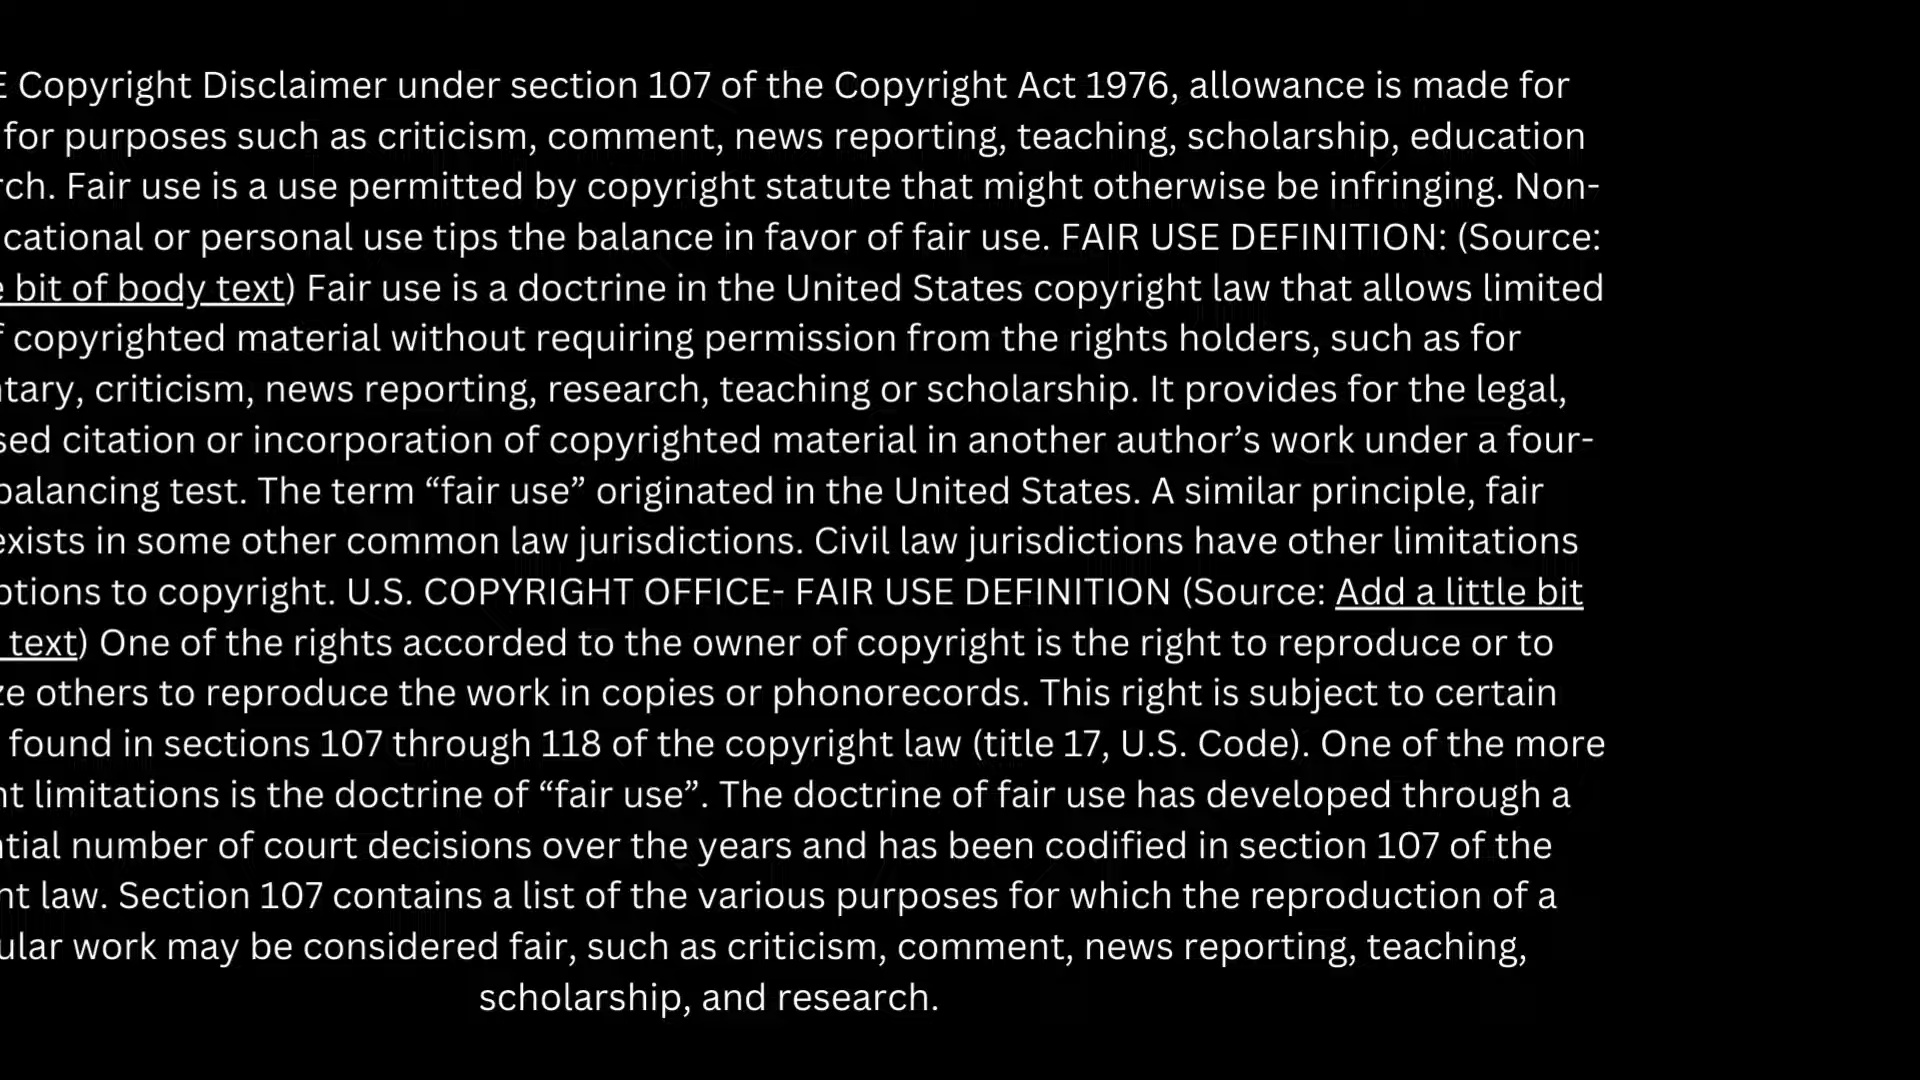 E Copyright Disclaimer under section 107 of the Copyright Act 1976, allowance is made for
for purposes such as criticism, comment, news reporting, teaching, scholarship, education
rch. Fair use is a use permitted by copyright statute that might otherwise be infringing. Non-
cational or personal use tips the balance in favor of fair use. FAIR USE DEFINITION: (Source:
e bit of body text) Fair use is a doctrine in the United States copyright law that allows limited
f copyrighted material without requiring permission from the rights holders, such as for
ntary, criticism, news reporting, research, teaching or scholarship. It provides for the legal,
sed citation or incorporation of copyrighted material in another author’s work under a four-
balancing test. The term “fair use” originated in the United States. A similar principle, fair
exists in some other common law jurisdictions. Civil law jurisdictions have other limitations
ptions to copyright. U.S. COPYRIGHT OFFICE- FAIR USE DEFINITION (Source: Add a little bit
text) One of the rights accorded to the owner of copyright is the right to reproduce or to
ze others to reproduce the work in copies or phonorecords. This right is subject to certain
found in sections 107 through 118 of the copyright law (title 17, U.S. Code). One of the more
nt limitations is the doctrine of “fair use”. The doctrine of fair use has developed through a
ntial number of court decisions over the years and has been codified in section 107 of the
nt law. Section 107 contains a list of the various purposes for which the reproduction of a
ular work may be considered fair, such as criticism, comment, news reporting, teaching,
scholarship, and research.